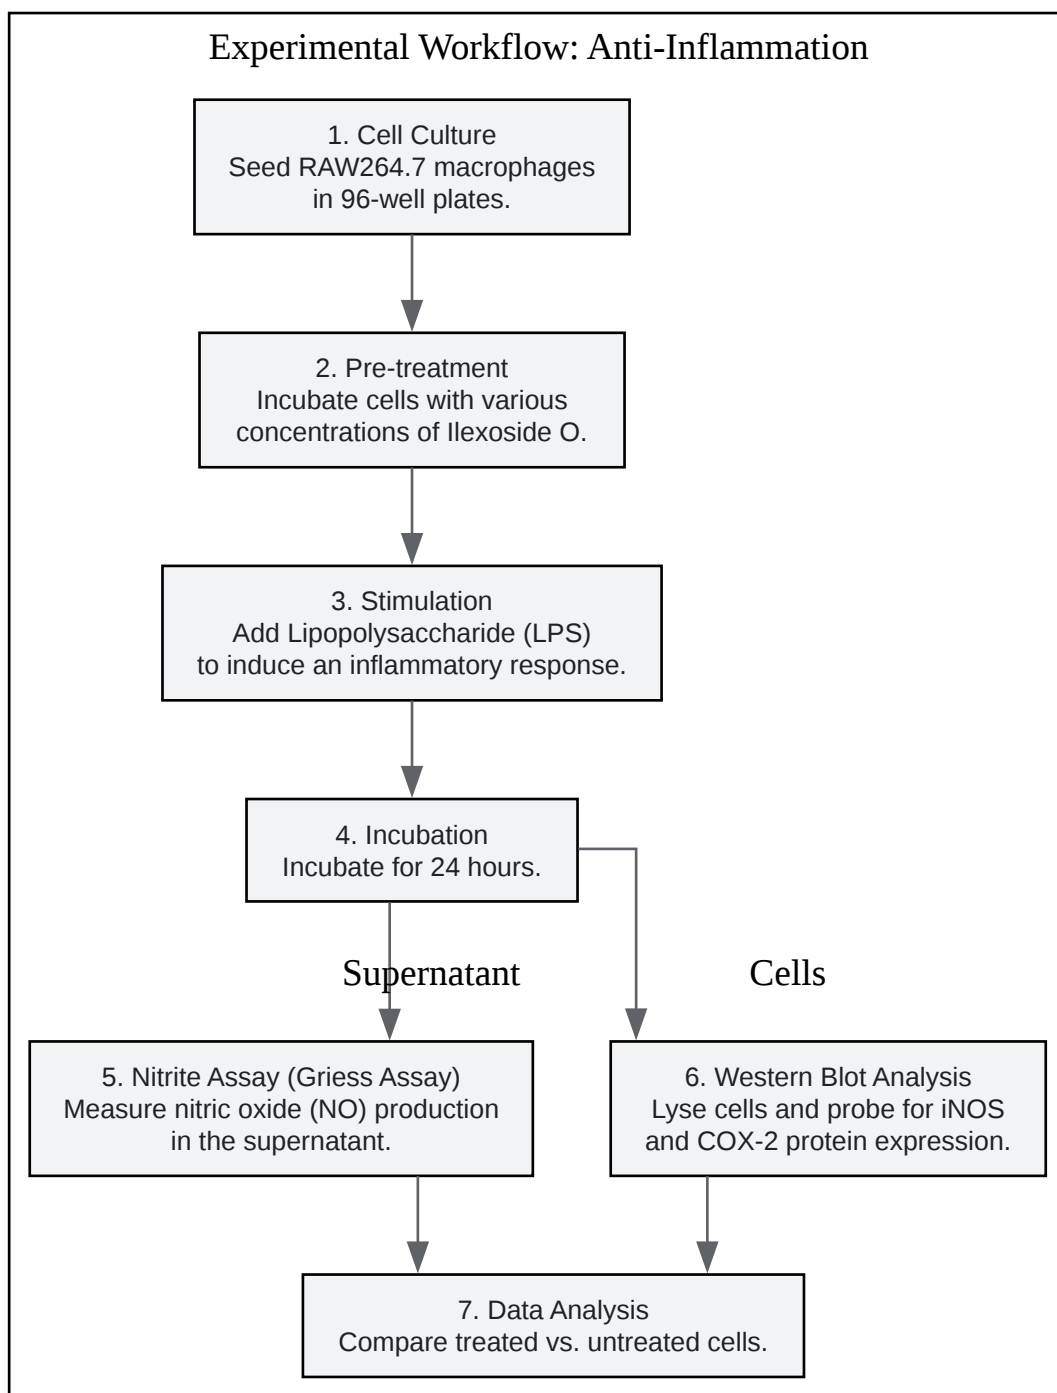 Experimental Workflow: Anti-Inflammation
1. Cell Culture
Seed RAW264.7 macrophages
in 96-well plates.
2. Pre-treatment
Incubate cells with various
concentrations of Ilexoside O.
3. Stimulation
Add Lipopolysaccharide (LPS)
to induce an inflammatory response.
4. Incubation
Incubate for 24 hours.
Supernatant
Cells
5. Nitrite Assay (Griess Assay)
Measure nitric oxide (NO) production
in the supernatant.
6. Western Blot Analysis
Lyse cells and probe for iNOS
and COX-2 protein expression.
7. Data Analysis
Compare treated vs. untreated cells.